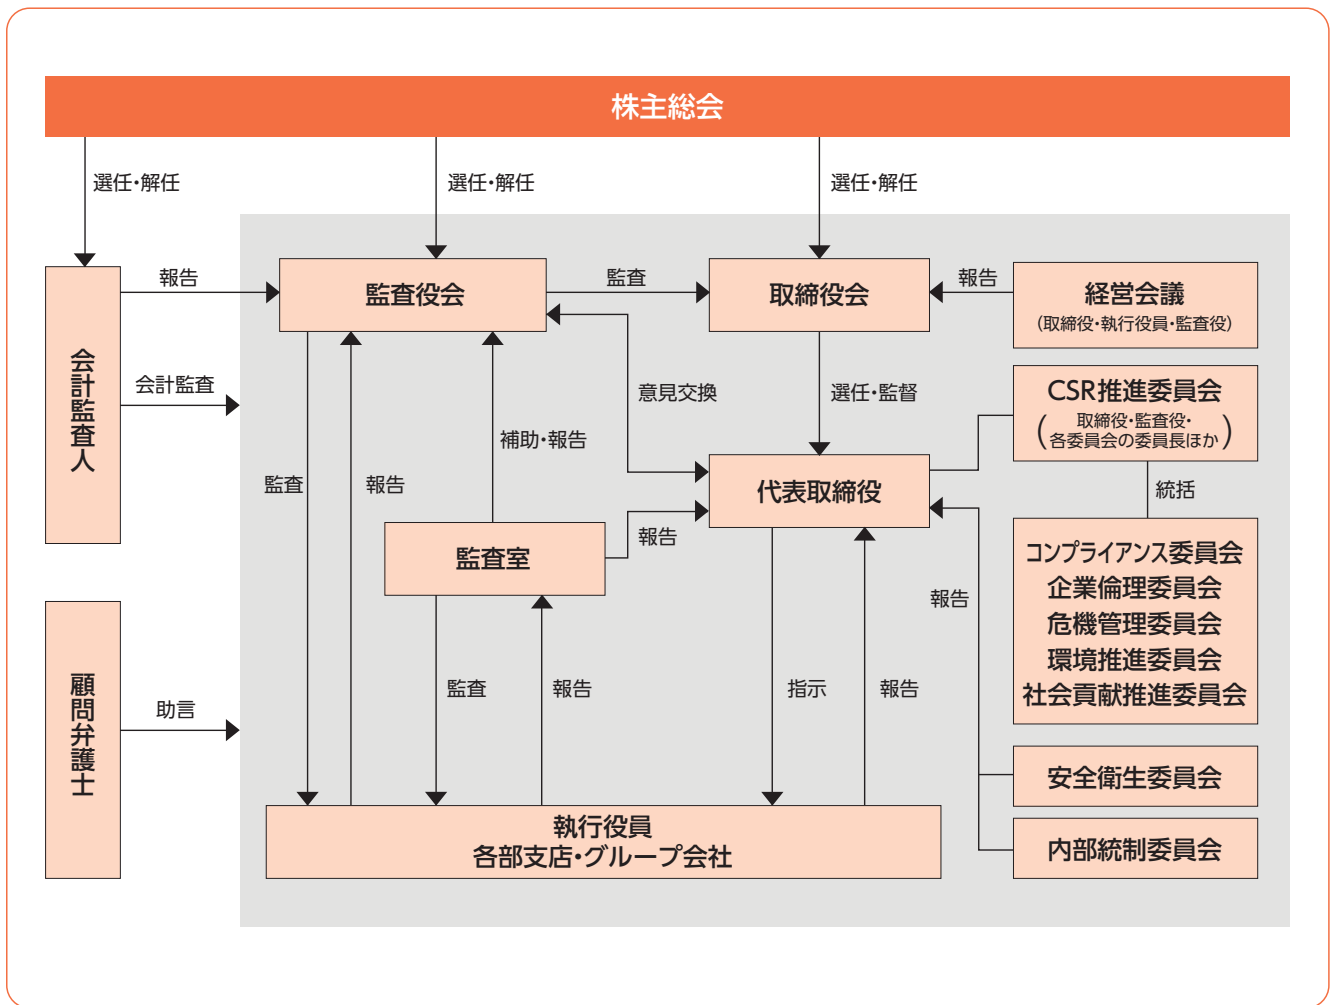 株主総会
選任・解任
選任・解任
選任・解任
会計監査人
報告
監査役会
監査
取締役会
報告
経営会議
(取締役・執行役員・監査役)
会計監査
意見交換
選任・監督
CSR推進委員会
(取締役・監査役・
各委員会の委員長ほか)
補助・報告
監査
報告
代表取締役
統括
監査室
報告
コンプライアンス委員会
企業倫理委員会
危機管理委員会
環境推進委員会
社会貢献推進委員会
報告
顧問弁護士
助言
監査
報告
指示
報告
安全衛生委員会
執行役員
各部支店・グループ会社
内部統制委員会